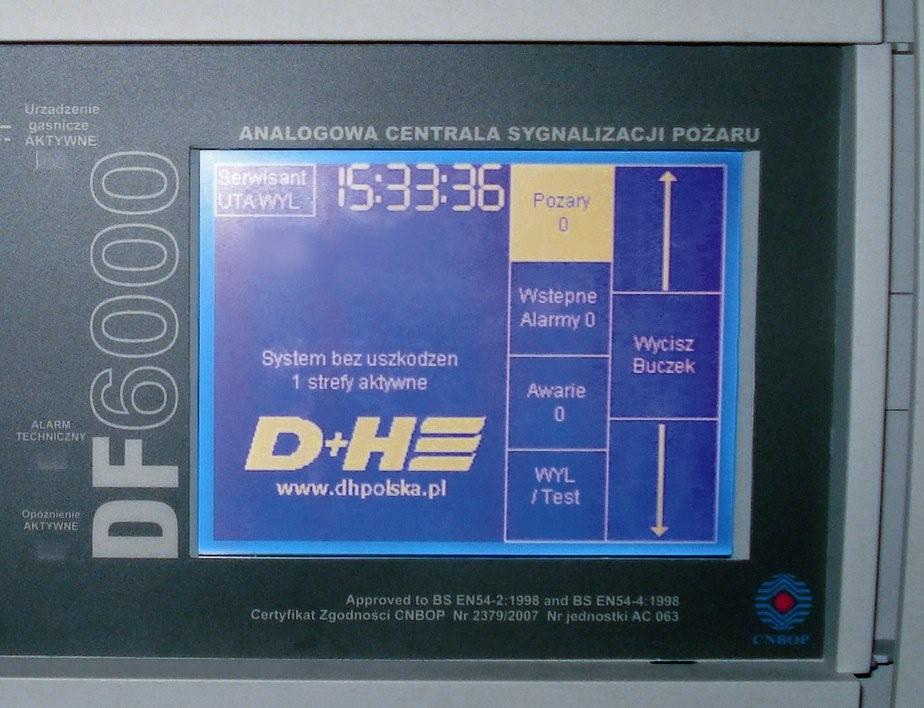 Urzadzenie
gaśnicze
AKTYWNE
ANALOGOWA CENTRALA SYGNALIZACJI POŻARU
DF6000
Serwisant
UTA WYL
15:33:36
Pozary
0
Wstepne
Alarmy 0
Awarie
0
WYL
/ Test
Wycisz
Buczek
System bez uszkodzen
1 strefy aktywne
D+H
www.dhpolska.pl
ALARM
TECHNICZNY
Opóznienie
AKTYWNE
Approved to BS EN54-2:1998 and BS EN54-4:1998
Certyfikat Zgodności CNBOP Nr 2379/2007 Nr jednostki AC 063
CNBOP